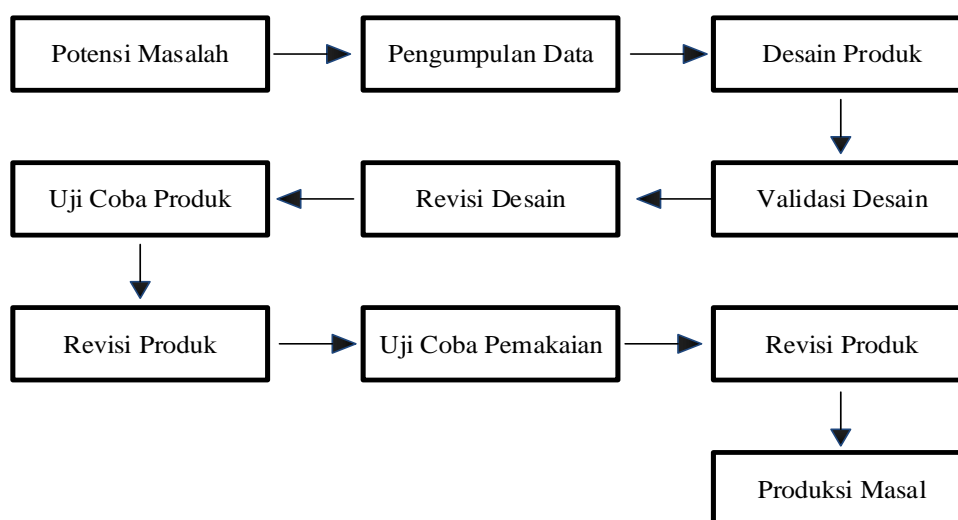 Potensi Masalah
Pengumpulan Data
Desain Produk
Validasi Desain
Revisi Desain
Uji Coba Produk
Revisi Produk
Uji Coba Pemakaian
Revisi Produk
Produksi Masal